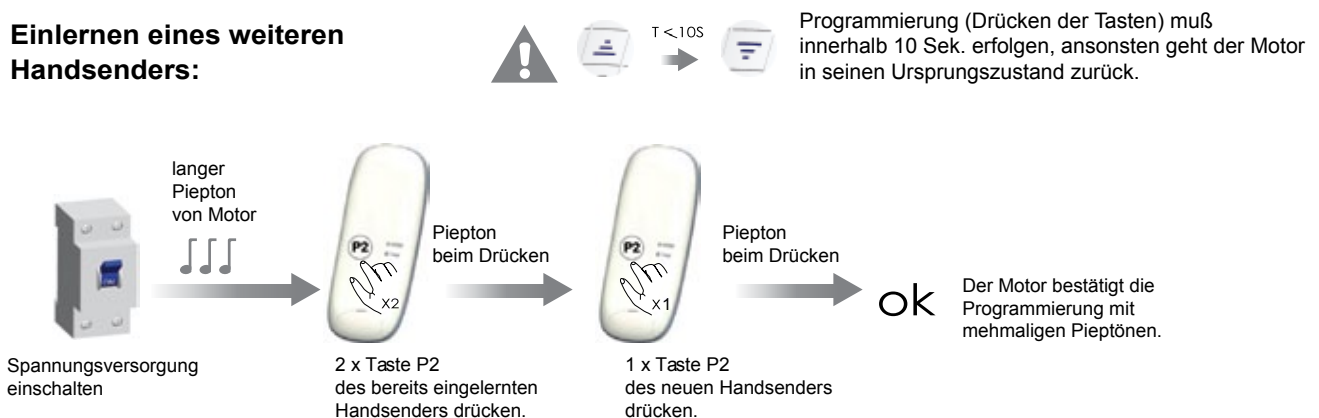 Einlernen eines weiteren
Handsenders:
T<10S
Programmierung (Drücken der Tasten) muß
innerhalb 10 Sek. erfolgen, ansonsten geht der Motor
in seinen Ursprungszustand zurück.
langer
Piepton
von Motor
P2
x2
Piepton
beim Drücken
P2
x1
Piepton
beim Drücken
ok
Der Motor bestätigt die
Programmierung mit
mehmaligen Pieptönen.
Spannungsversorgung
einschalten
2 x Taste P2
des bereits eingelernten
Handsenders drücken.
1 x Taste P2
des neuen Handsenders
drücken.